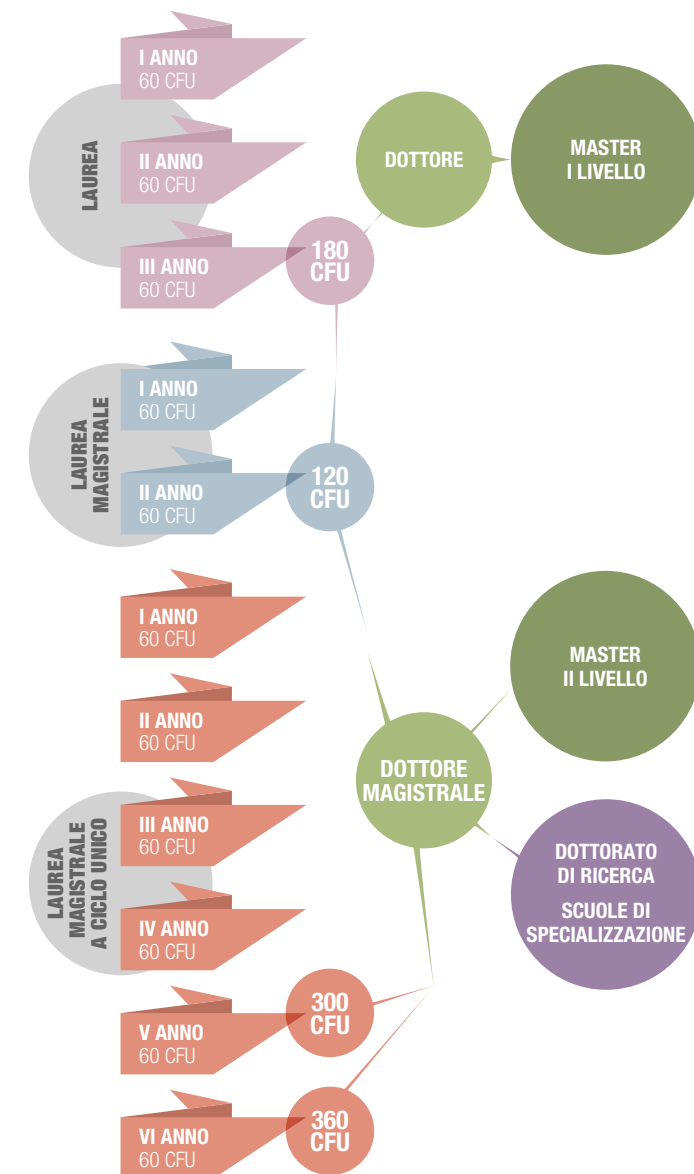 LAUREA
I ANNO
60 CFU
II ANNO
60 CFU
III ANNO
60 CFU
180
CFU
DOTTORE
MASTER
I LIVELLO
LAUREA
MAGISTRALE
I ANNO
60 CFU
II ANNO
60 CFU
120
CFU
I ANNO
60 CFU
II ANNO
60 CFU
MASTER
II LIVELLO
DOTTORE
MAGISTRALE
LAUREA
MAGISTRALE
A CICLO UNICO
III ANNO
60 CFU
IV ANNO
60 CFU
DOTTORATO
DI RICERCA
SCUOLE DI
SPECIALIZZAZIONE
V ANNO
60 CFU
300
CFU
VI ANNO
60 CFU
360
CFU